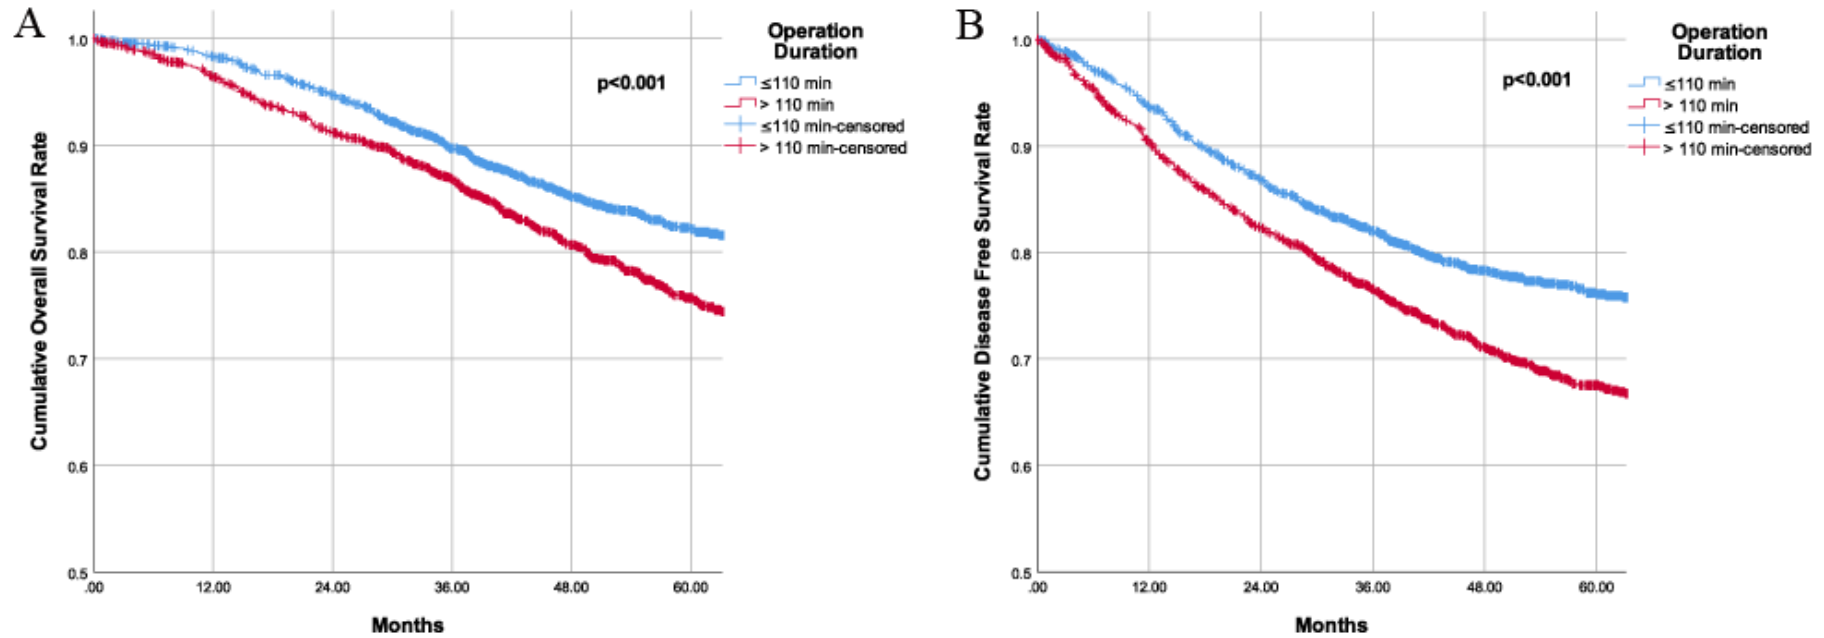 A
Cumulative Overall Survival Rate
1.0
0.9
0.8
0.7
0.6
0.5
.00
12.00
24.00
36.00
48.00
60.00
Months
p<0.001
Operation
Duration
≤110 min
> 110 min
≤110 min-censored
> 110 min-censored
B
Cumulative Disease Free Survival Rate
1.0
0.9
0.8
0.7
0.6
0.5
.00
12.00
24.00
36.00
48.00
60.00
Months
p<0.001
Operation
Duration
≤110 min
> 110 min
≤110 min-censored
> 110 min-censored